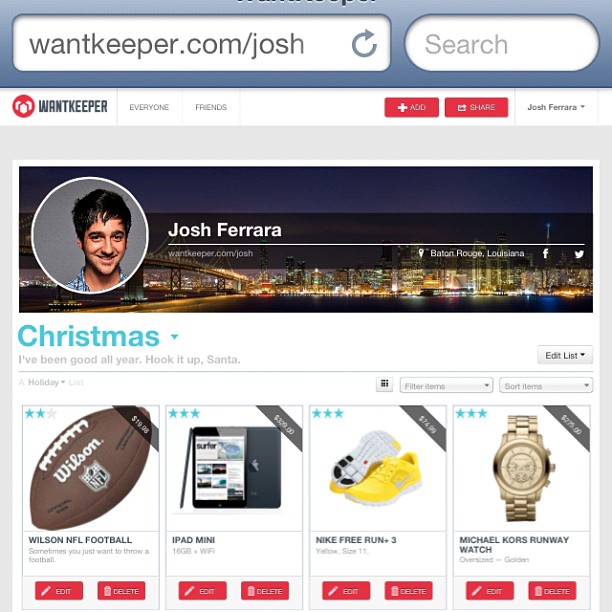 WantKeeper
wantkeeper.com/josh
Search
WANTKEEPER
EVERYONE
FRIENDS
ADD
SHARE
Josh Ferrara
Josh Ferrara
wantkeeper.com/josh
Baton Rouge, Louisiana
Christmas
I've been good all year. Hook it up, Santa.
Edit List
A Holiday List
Filter items
Sort items
$19.99
$329.00
$74.99
$275.00
Wilson
NFL
surfer
WILSON NFL FOOTBALL
Sometimes you just want to throw a
football.
EDIT
DELETE
IPAD MINI
16GB + WiFi
EDIT
DELETE
NIKE FREE RUN+ 3
Yellow, Size 11.
EDIT
DELETE
MICHAEL KORS RUNWAY
WATCH
Oversized — Golden
EDIT
DELETE